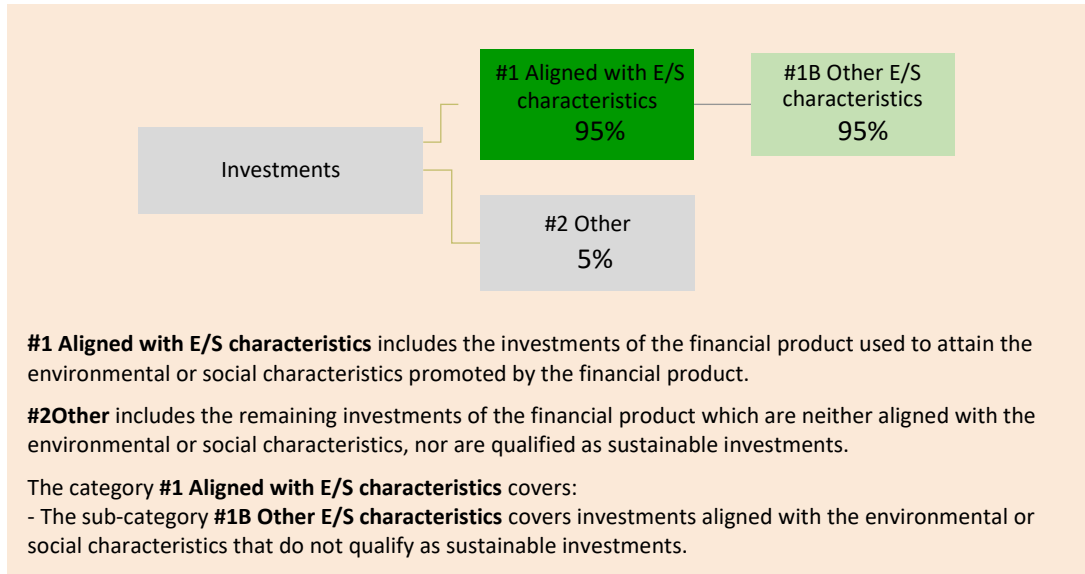 #1 Aligned with E/S
characteristics
95%
#1B Other E/S
characteristics
95%
Investments
#2 Other
5%
#1 Aligned with E/S characteristics includes the investments of the financial product used to attain the
environmental or social characteristics promoted by the financial product.
#2Other includes the remaining investments of the financial product which are neither aligned with the
environmental or social characteristics, nor are qualified as sustainable investments.
The category #1 Aligned with E/S characteristics covers:
- The sub-category #1B Other E/S characteristics covers investments aligned with the environmental or
social characteristics that do not qualify as sustainable investments.